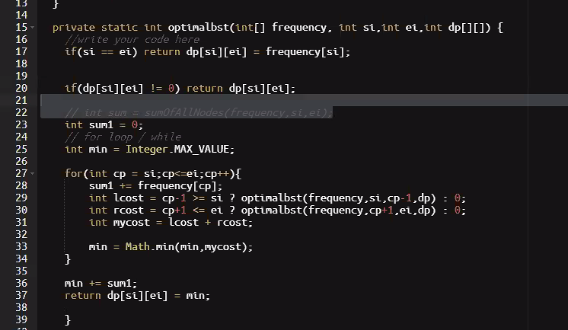 13 }
14
15 private static int optimalbst(int[] frequency, int si,int ei,int dp[][]) {
16 //write your code here
17 if(si == ei) return dp[si][ei] = frequency[si];
18
19
20 if(dp[si][ei] != 0) return dp[si][ei];
21
22 // int sum = sumOfAllNodes(frequency,si,ei);
23 int sum1 = 0;
24 // for loop / while
25 int min = Integer.MAX_VALUE;
26
27 for(int cp = si;cp<=ei;cp++){
28 sum1 += frequency[cp];
29 int lcost = cp-1 >= si ? optimalbst(frequency,si,cp-1,dp) : 0;
30 int rcost = cp+1 <= ei ? optimalbst(frequency,cp+1,ei,dp) : 0;
31 int mycost = lcost + rcost;
32
33 min = Math.min(min,mycost);
34 }
35
36 min += sum1;
37 return dp[si][ei] = min;
38
39 }